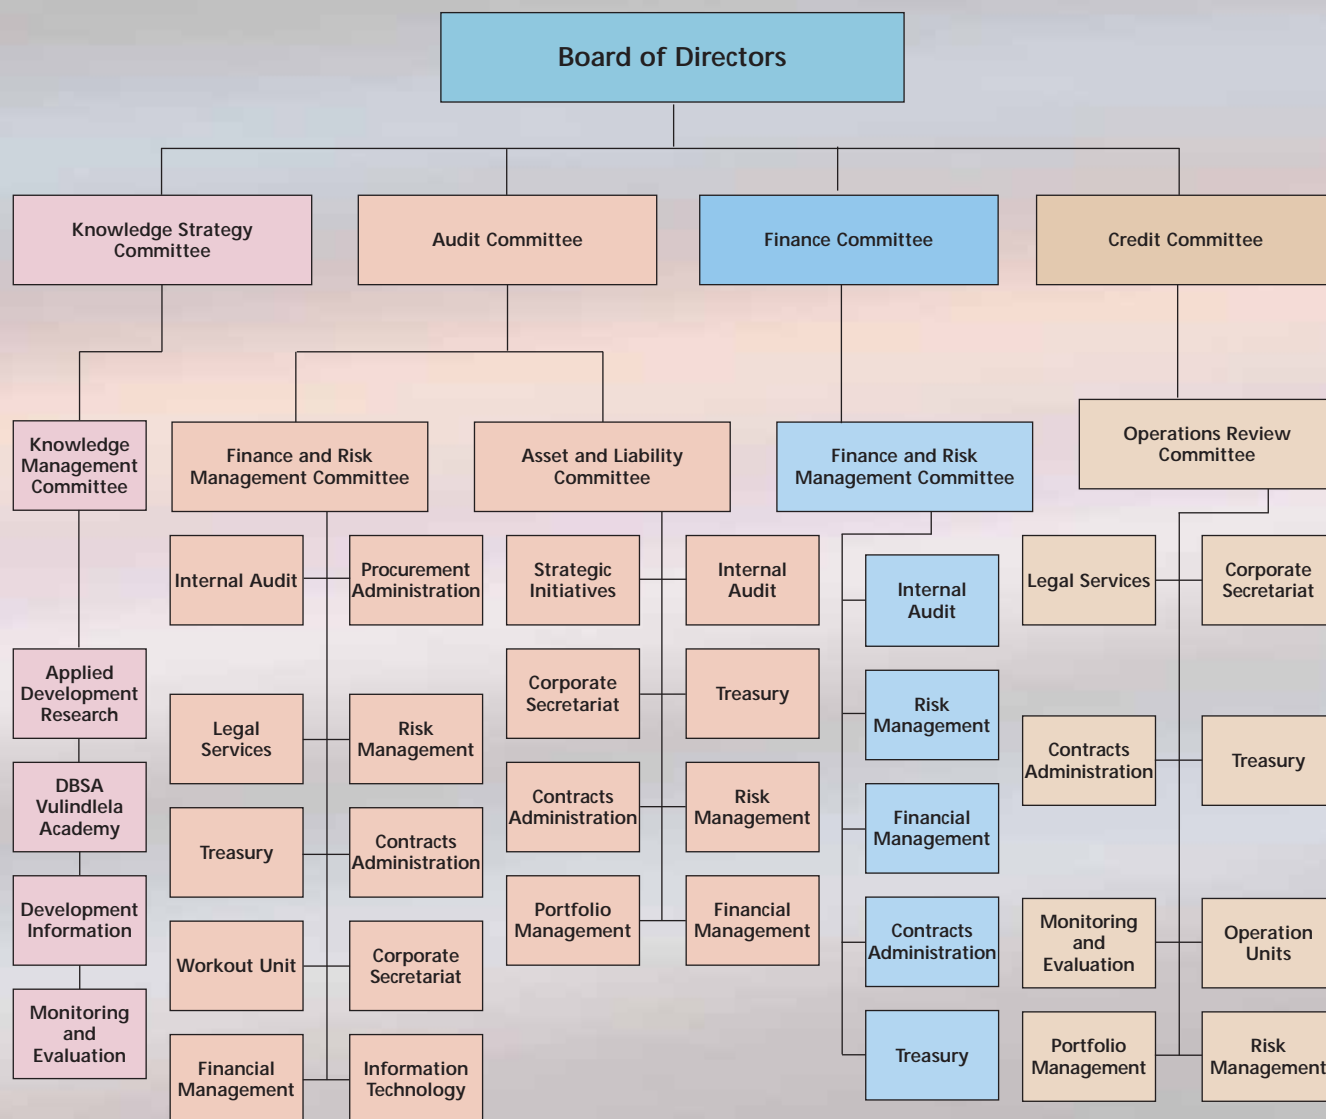 Board of Directors
Knowledge Strategy
Committee
Audit Committee
Finance Committee
Credit Committee
Knowledge
Management
Committee
Finance and Risk
Management Committee
Asset and Liability
Committee
Finance and Risk
Management Committee
Operations Review
Committee
Applied
Development
Research
DBSA
Vulindlela
Academy
Development
Information
Monitoring
and
Evaluation
Internal Audit
Procurement
Administration
Legal
Services
Risk
Management
Treasury
Contracts
Administration
Workout Unit
Corporate
Secretariat
Financial
Management
Information
Technology
Strategic
Initiatives
Internal
Audit
Corporate
Secretariat
Treasury
Contracts
Administration
Risk
Management
Portfolio
Management
Financial
Management
Internal
Audit
Risk
Management
Financial
Management
Contracts
Administration
Treasury
Legal Services
Corporate
Secretariat
Contracts
Administration
Treasury
Monitoring
and
Evaluation
Operation
Units
Portfolio
Management
Risk
Management